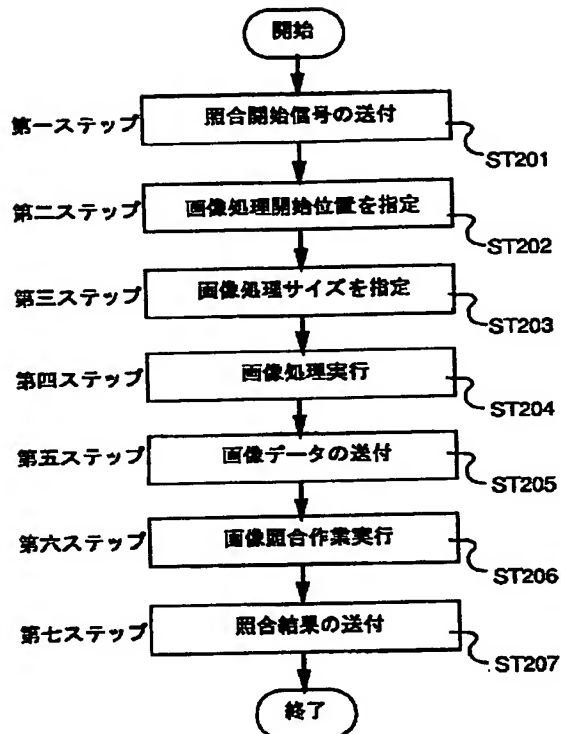 開始
第一ステップ 照合開始信号の送付
ST201
第二ステップ 画像処理開始位置を指定
ST202
第三ステップ 画像処理サイズを指定
ST203
第四ステップ 画像処理実行
ST204
第五ステップ 画像データの送付
ST205
第六ステップ 画像照合作業実行
ST206
第七ステップ 照合結果の送付
ST207
終了